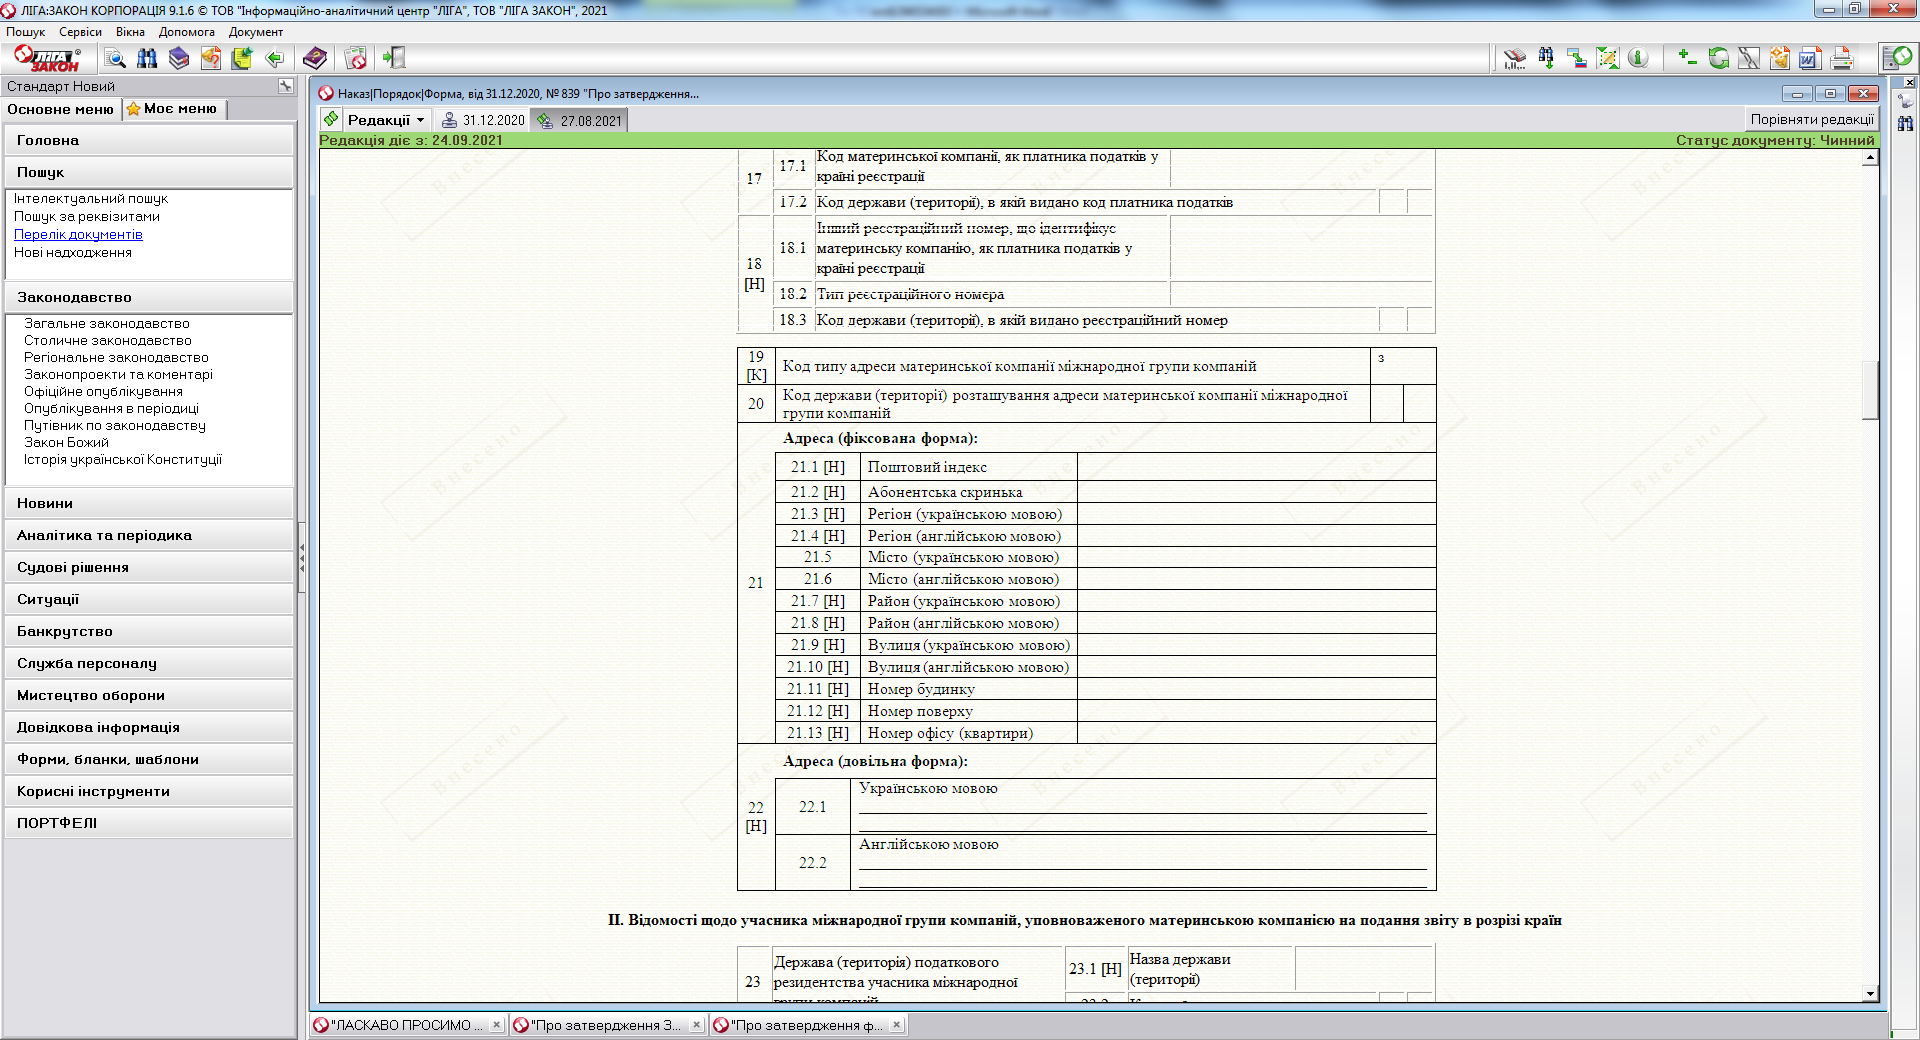 ЛІГА:ЗАКОН КОРПОРАЦІЯ 9.1.6 © ТОВ "Інформаційно-аналітичний центр "ЛІГА", ТОВ "ЛІГА ЗАКОН", 2021
Пошук Сервіси Вікна Допомога Документ
ЛІГА ЗАКОН
Стандарт Новий
Основне меню Моє меню
Головна
Пошук
Інтелектуальний пошук
Пошук за реквізитами
Перелік документів
Нові надходження
Законодавство
Загальне законодавство
Столичне законодавство
Регіональне законодавство
Законопроекти та коментарі
Офіційне опублікування
Опублікування в періодиці
Путівник по законодавству
Закон Божий
Історія української Конституції
Новини
Аналітика та періодика
Судові рішення
Ситуації
Банкрутство
Служба персоналу
Мистецтво оборони
Довідкова інформація
Форми, бланки, шаблони
Корисні інструменти
ПОРТФЕЛІ
Наказ|Порядок|Форма, від 31.12.2020, № 839 "Про затвердження...
Редакції 31.12.2020 27.08.2021 Порівняти редакції
Редакція діє з: 24.09.2021 Статус документу: Чинний
17 17.1 Код материнської компанії, як платника податків у країні реєстрації
17.2 Код держави (території), в якій видано код платника податків
18 [Н] 18.1 Інший реєстраційний номер, що ідентифікує материнську компанію, як платника податків у країні реєстрації
18.2 Тип реєстраційного номера
18.3 Код держави (території), в якій видано реєстраційний номер
19 [К] Код типу адреси материнської компанії міжнародної групи компаній 3
20 Код держави (території) розташування адреси материнської компанії міжнародної групи компаній
Адреса (фіксована форма):
21
21.1 [Н] Поштовий індекс
21.2 [Н] Абонентська скринька
21.3 [Н] Регіон (українською мовою)
21.4 [Н] Регіон (англійською мовою)
21.5 Місто (українською мовою)
21.6 Місто (англійською мовою)
21.7 [Н] Район (українською мовою)
21.8 [Н] Район (англійською мовою)
21.9 [Н] Вулиця (українською мовою)
21.10 [Н] Вулиця (англійською мовою)
21.11 [Н] Номер будинку
21.12 [Н] Номер поверху
21.13 [Н] Номер офісу (квартири)
Адреса (довільна форма):
22 [Н]
22.1 Українською мовою
22.2 Англійською мовою
II. Відомості щодо учасника міжнародної групи компаній, уповноваженого материнською компанією на подання звіту в розрізі країн
23 Держава (територія) податкового резидентства учасника міжнародної групи компаній
23.1 [Н] Назва держави (території)
Внесено
"ЛАСКАВО ПРОСИМО ... "Про затвердження З... "Про затвердження ф...